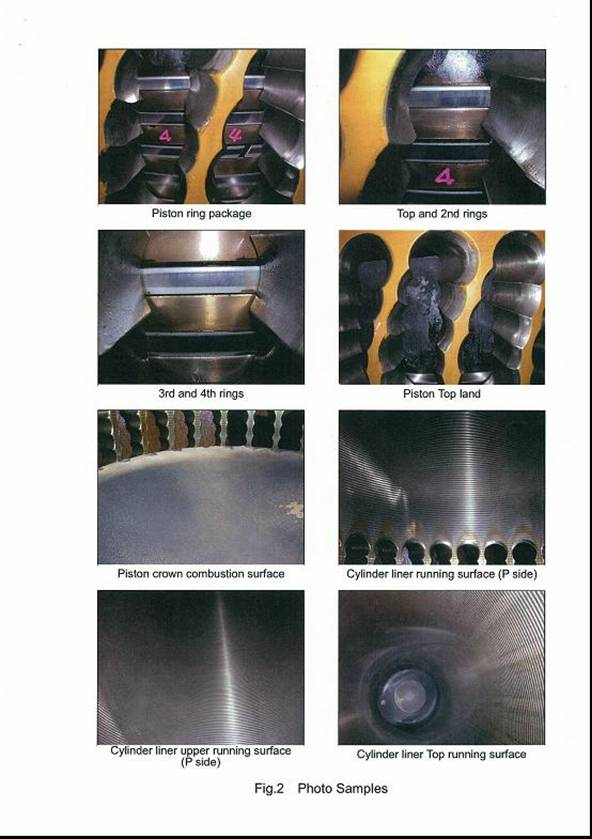 4
4
4
Piston ring package
Top and 2nd rings
3rd and 4th rings
Piston Top land
Piston crown combustion surface
Cylinder liner running surface (P side)
Cylinder liner upper running surface
(P side)
Cylinder liner Top running surface
Fig.2 Photo Samples